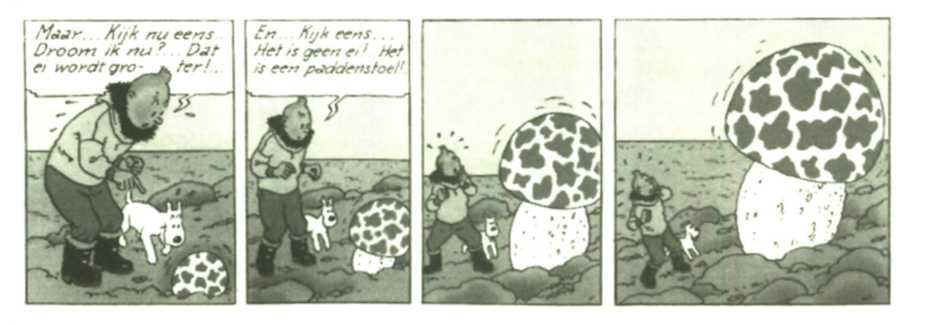 Maar... Kijk nu eens..
Droom ik nu?... Dat
ei wordt gro- ter!...
En... Kijk eens...
Het is geen ei! Het
is een paddenstoel!